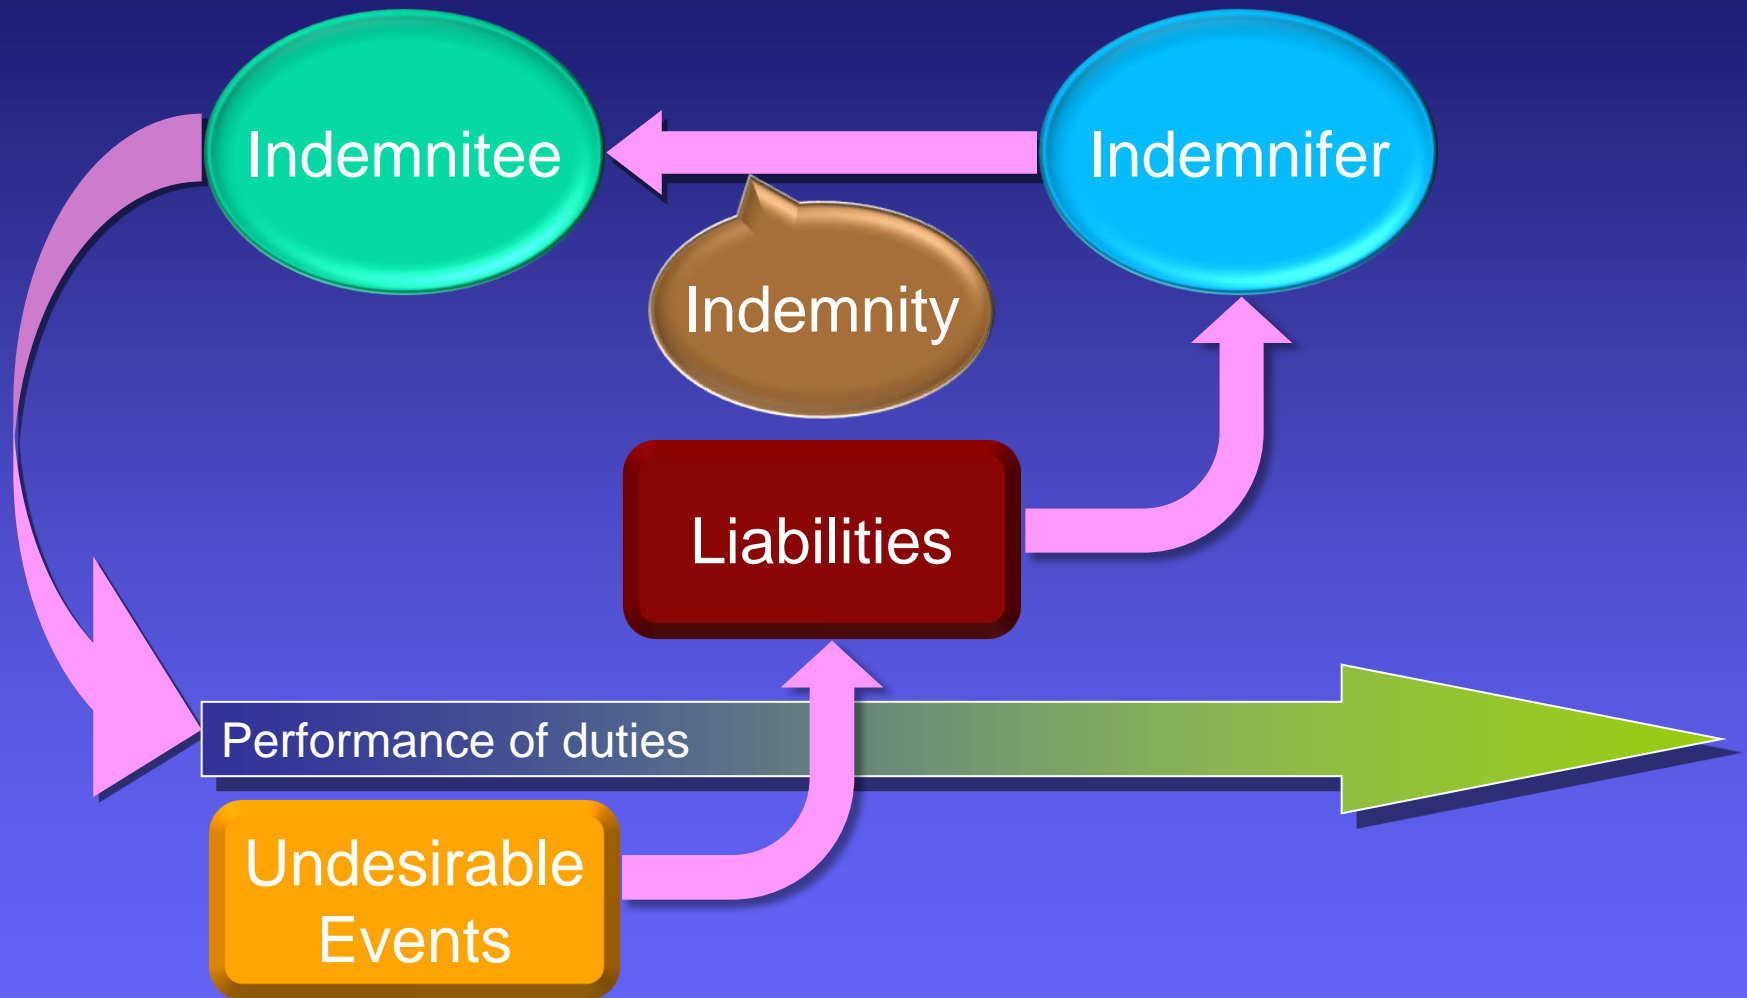 Indemnitee
Indemnifer
Indemnity
Liabilities
Performance of duties
Undesirable
Events